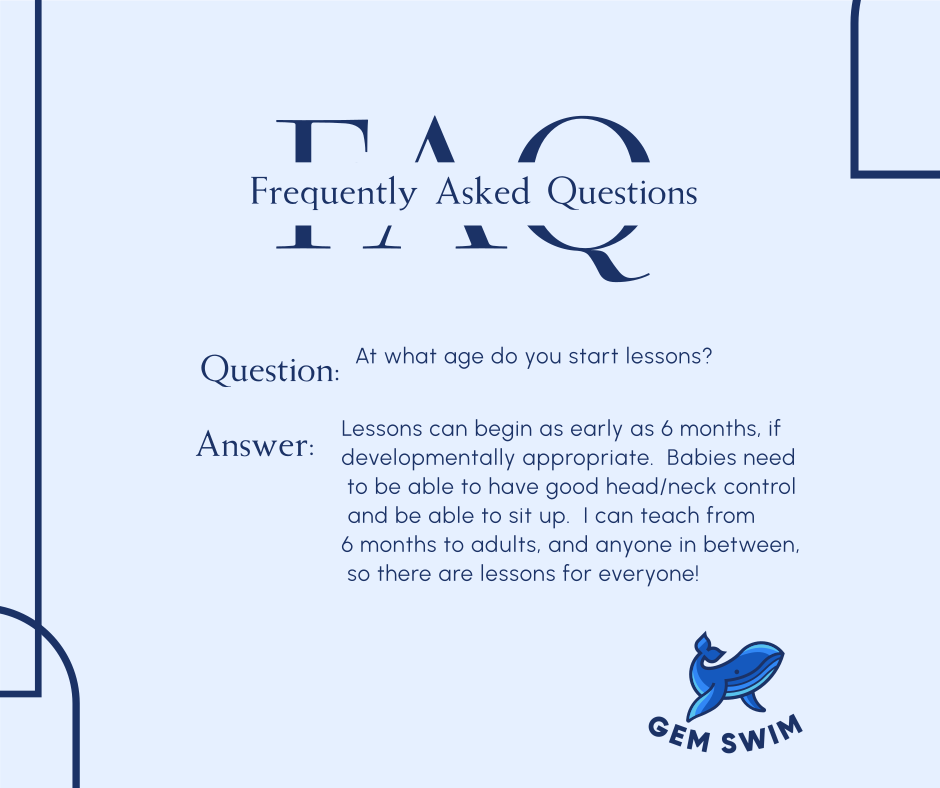 FAQ
Frequently Asked Questions
Question: At what age do you start lessons?
Answer: Lessons can begin as early as 6 months, if
developmentally appropriate. Babies need
to be able to have good head/neck control
and be able to sit up. I can teach from
6 months to adults, and anyone in between,
so there are lessons for everyone!
GEM SWIM